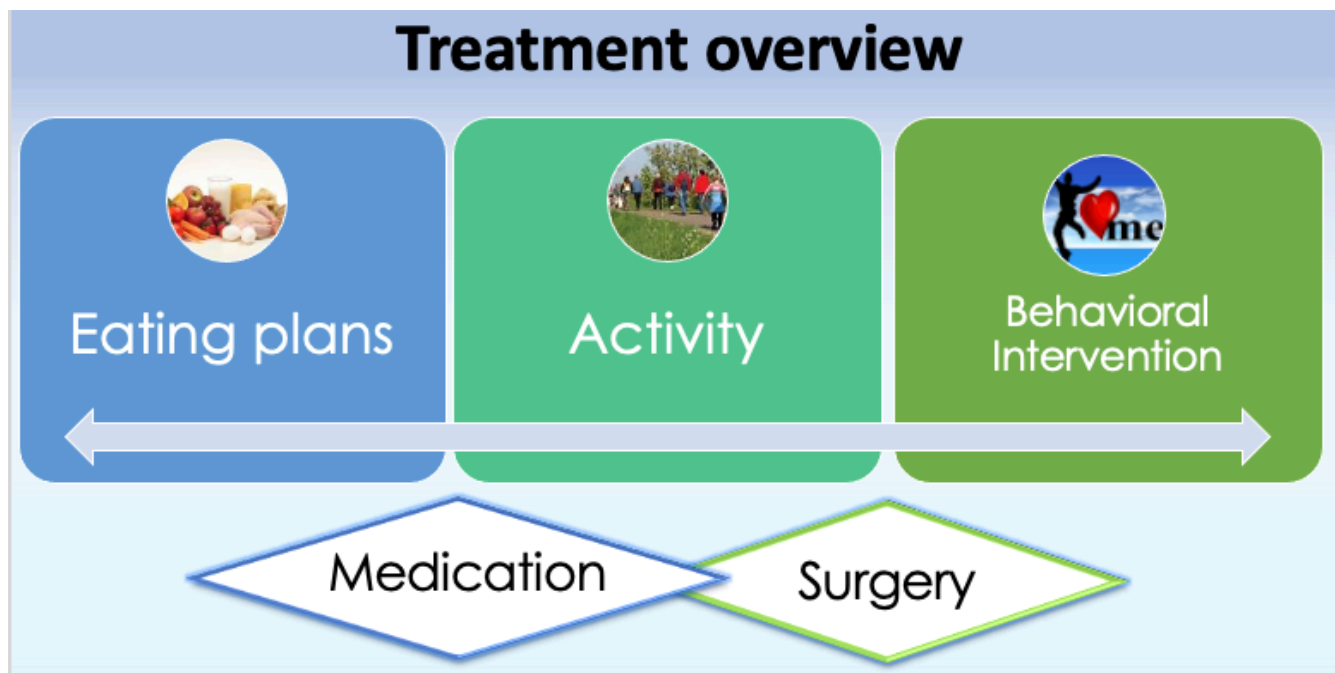 Treatment overview
me
Eating plans
Activity
Behavioral
Intervention
Medication
Surgery